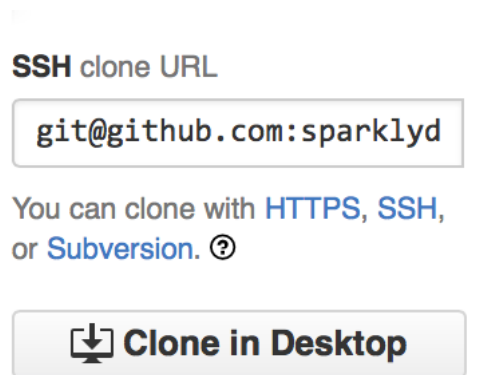 SSH clone URL
git@github.com:sparklyd
You can clone with HTTPS, SSH,
or Subversion. ?
Clone in Desktop